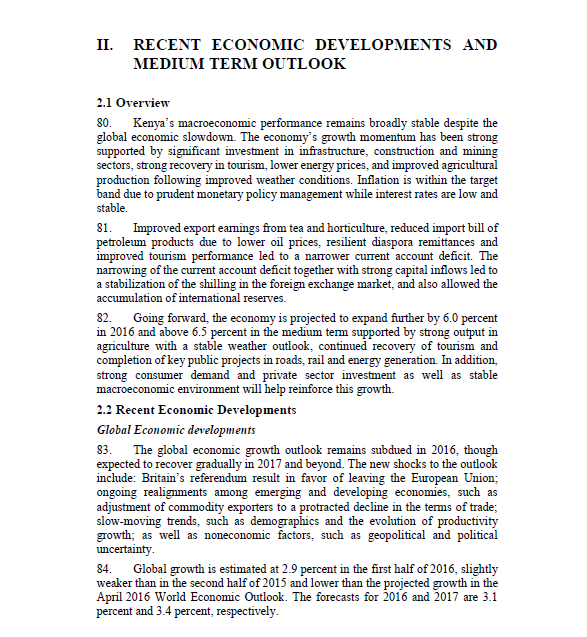 II. RECENT ECONOMIC DEVELOPMENTS AND
MEDIUM TERM OUTLOOK
2.1 Overview
80. Kenya's macroeconomic performance remains broadly stable despite the
global economic slowdown. The economy's growth momentum has been strong
supported by significant investment in infrastructure, construction and mining
sectors, strong recovery in tourism, lower energy prices, and improved agricultural
production following improved weather conditions. Inflation is within the target
band due to prudent monetary policy management while interest rates are low and
stable.
81. Improved export earnings from tea and horticulture, reduced import bill of
petroleum products due to lower oil prices, resilient diaspora remittances and
improved tourism performance led to a narrower current account deficit. The
narrowing of the current account deficit together with strong capital inflows led to
a stabilization of the shilling in the foreign exchange market, and also allowed the
accumulation of international reserves.
82. Going forward, the economy is projected to expand further by 6.0 percent
in 2016 and above 6.5 percent in the medium term supported by strong output in
agriculture with a stable weather outlook, continued recovery of tourism and
completion of key public projects in roads, rail and energy generation. In addition,
strong consumer demand and private sector investment as well as stable
macroeconomic environment will help reinforce this growth.
2.2 Recent Economic Developments
Global Economic developments
83. The global economic growth outlook remains subdued in 2016, though
expected to recover gradually in 2017 and beyond. The new shocks to the outlook
include: Britain's referendum result in favor of leaving the European Union;
ongoing realignments among emerging and developing economies, such as
adjustment of commodity exporters to a protracted decline in the terms of trade;
slow-moving trends, such as demographics and the evolution of productivity
growth; as well as noneconomic factors, such as geopolitical and political
uncertainty.
84. Global growth is estimated at 2.9 percent in the first half of 2016, slightly
weaker than in the second half of 2015 and lower than the projected growth in the
April 2016 World Economic Outlook. The forecasts for 2016 and 2017 are 3.1
percent and 3.4 percent, respectively.